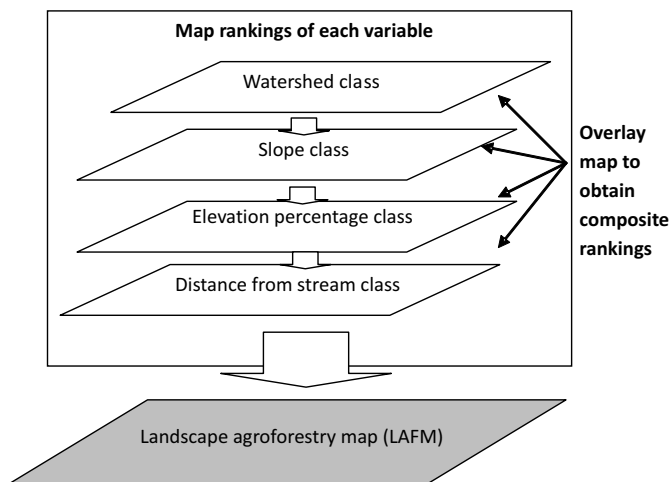 Map rankings of each variable
Watershed class
Slope class
Elevation percentage class
Distance from stream class
Overlay
map to
obtain
composite
rankings
Landscape agroforestry map (LAFM)